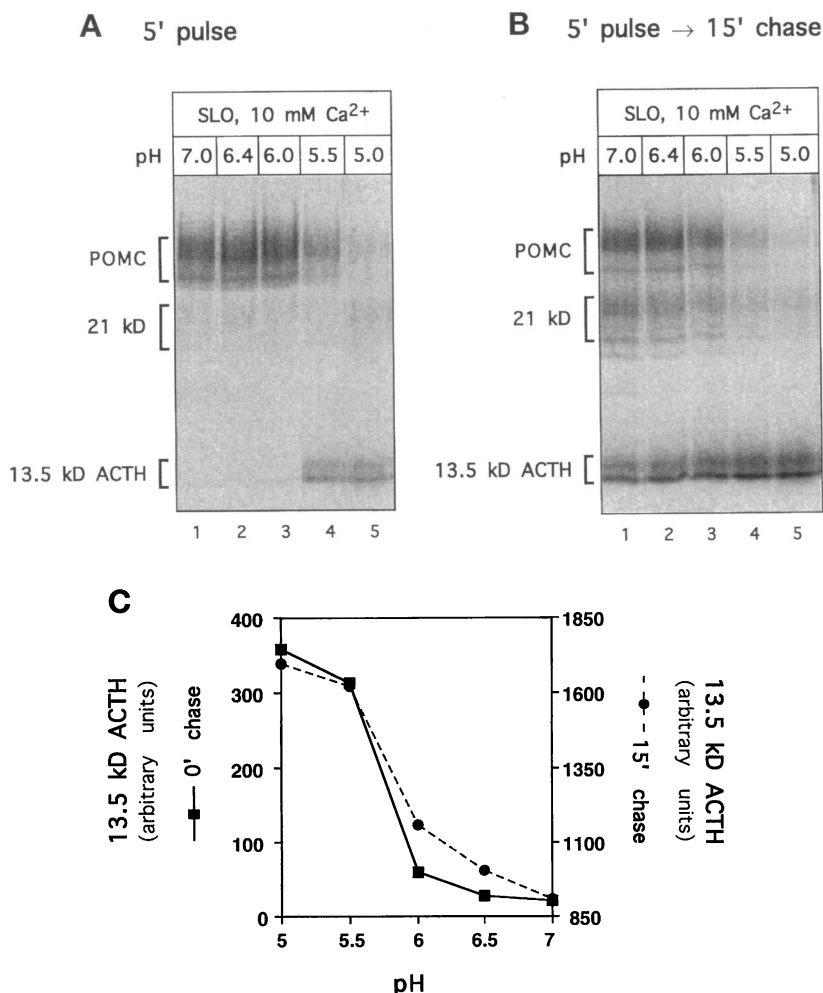 A 5' pulse
SLO, 10 mM Ca2+
pH 7.0 6.4 6.0 5.5 5.0
POMC
21 kD
13.5 kD ACTH
1 2 3 4 5
B 5' pulse → 15' chase
SLO, 10 mM Ca2+
pH 7.0 6.4 6.0 5.5 5.0
POMC
21 kD
13.5 kD ACTH
1 2 3 4 5
C
13.5 kD ACTH
(arbitrary units)
0' chase
400
300
200
100
0
5 5.5 6 6.5 7
pH
1850
1600
1350
1100
850
15' chase
13.5 kD ACTH
(arbitrary units)